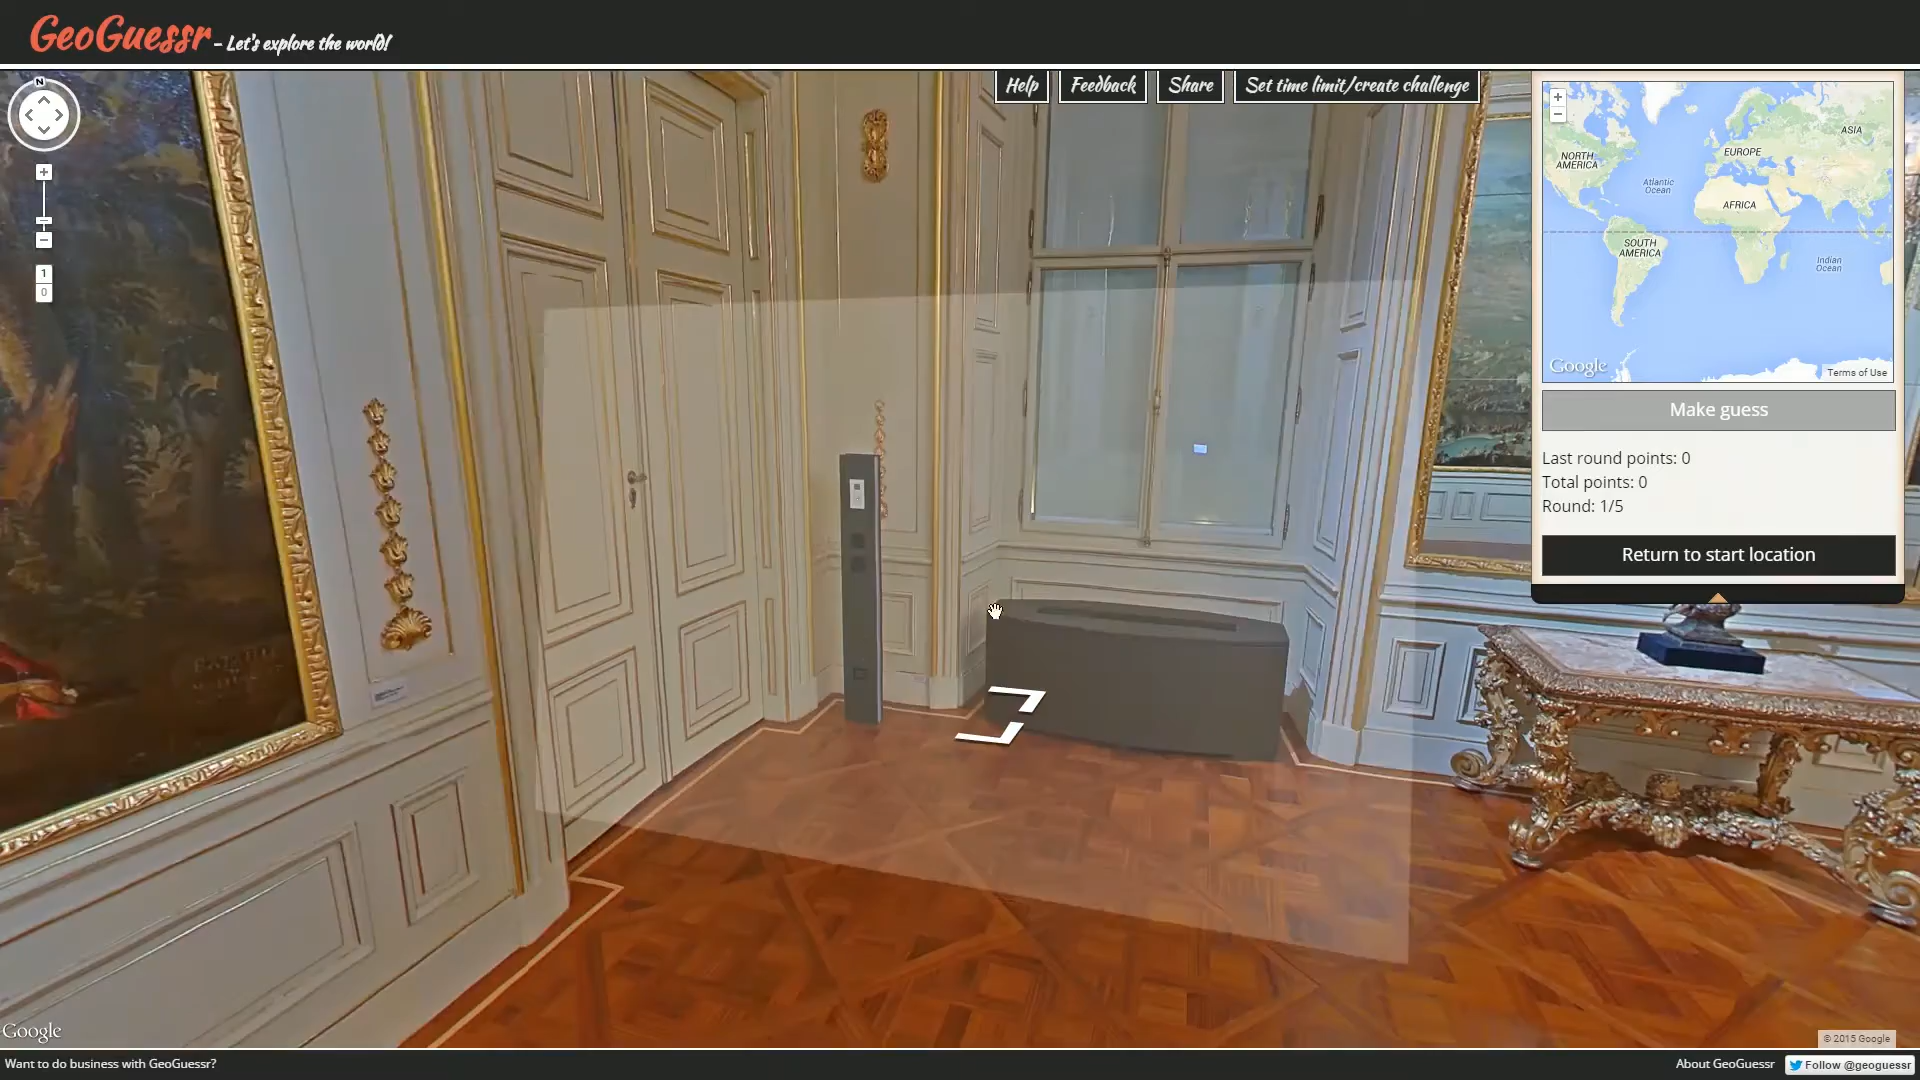 GeoGuessr - Let's explore the world!
Help
Feedback
Share
Set time limit/create challenge
N
+
−
1
0
+
−
NORTH AMERICA
Atlantic Ocean
EUROPE
ASIA
AFRICA
SOUTH AMERICA
Indian Ocean
Google
Terms of Use
Make guess
Last round points: 0
Total points: 0
Round: 1/5
Return to start location
Google
© 2015 Google
Want to do business with GeoGuessr?
About GeoGuessr
Follow @geoguessr